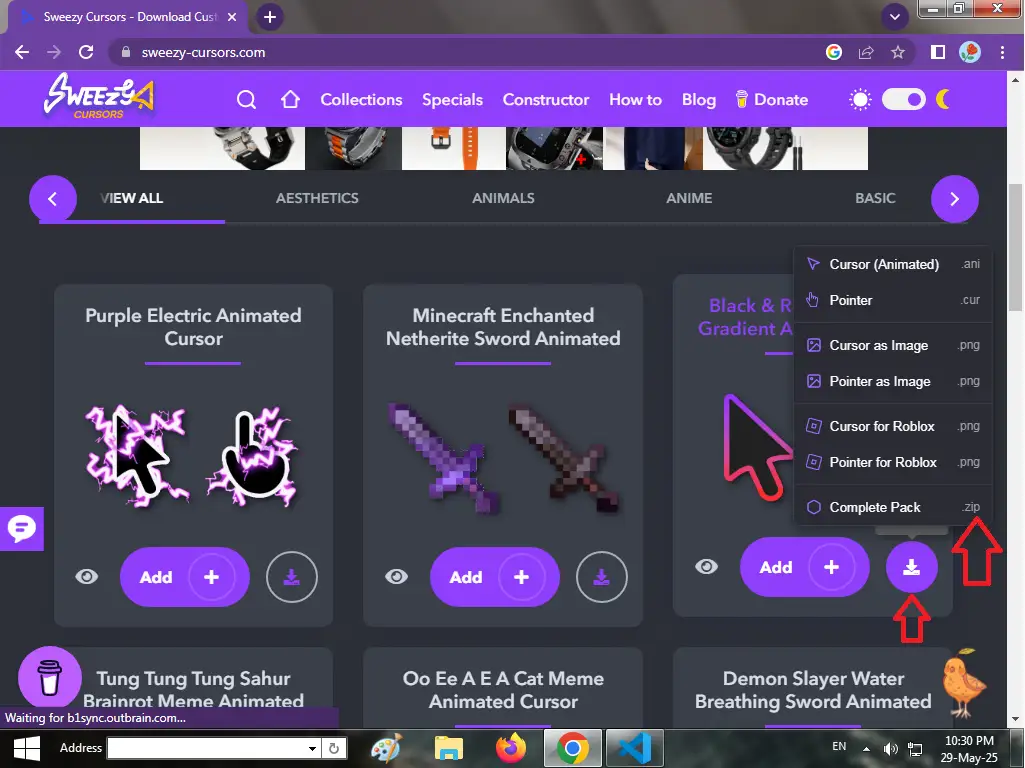 Sweezy Cursors - Download Cust
sweezy-cursors.com
SWEEZY
CURSORS
Collections
Specials
Constructor
How to
Blog
Donate
VIEW ALL
AESTHETICS
ANIMALS
ANIME
BASIC
Purple Electric Animated
Cursor
Add
Minecraft Enchanted
Netherite Sword Animated
Add
Black & R
Gradient A
Add
Cursor (Animated) .ani
Pointer .cur
Cursor as Image .png
Pointer as Image .png
Cursor for Roblox .png
Pointer for Roblox .png
Complete Pack .zip
Tung Tung Tung Sahur
Brainrot Meme Animated
Oo Ee A E A Cat Meme
Animated Cursor
Demon Slayer Water
Breathing Sword Animated
Waiting for b1sync.outbrain.com...
Address
EN
10:30 PM
29-May-25